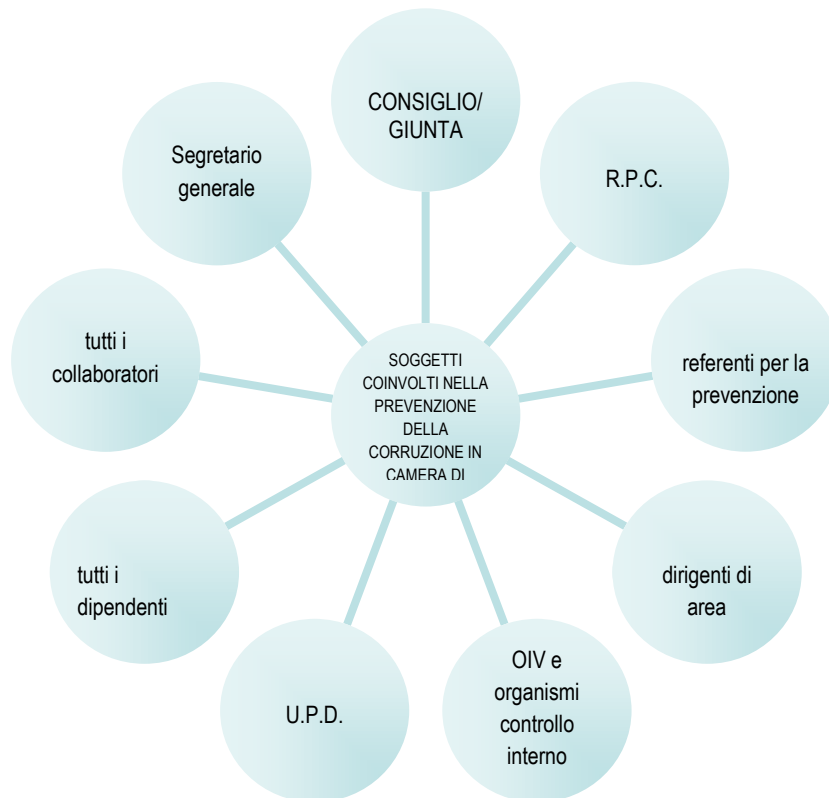 CONSIGLIO/
GIUNTA
R.P.C.
referenti per la
prevenzione
dirigenti di
area
OIV e
organismi
controllo
interno
U.P.D.
tutti i
dipendenti
tutti i
collaboratori
Segretario
generale
SOGGETTI
COINVOLTI NELLA
PREVENZIONE
DELLA
CORRUZIONE IN
CAMERA DI